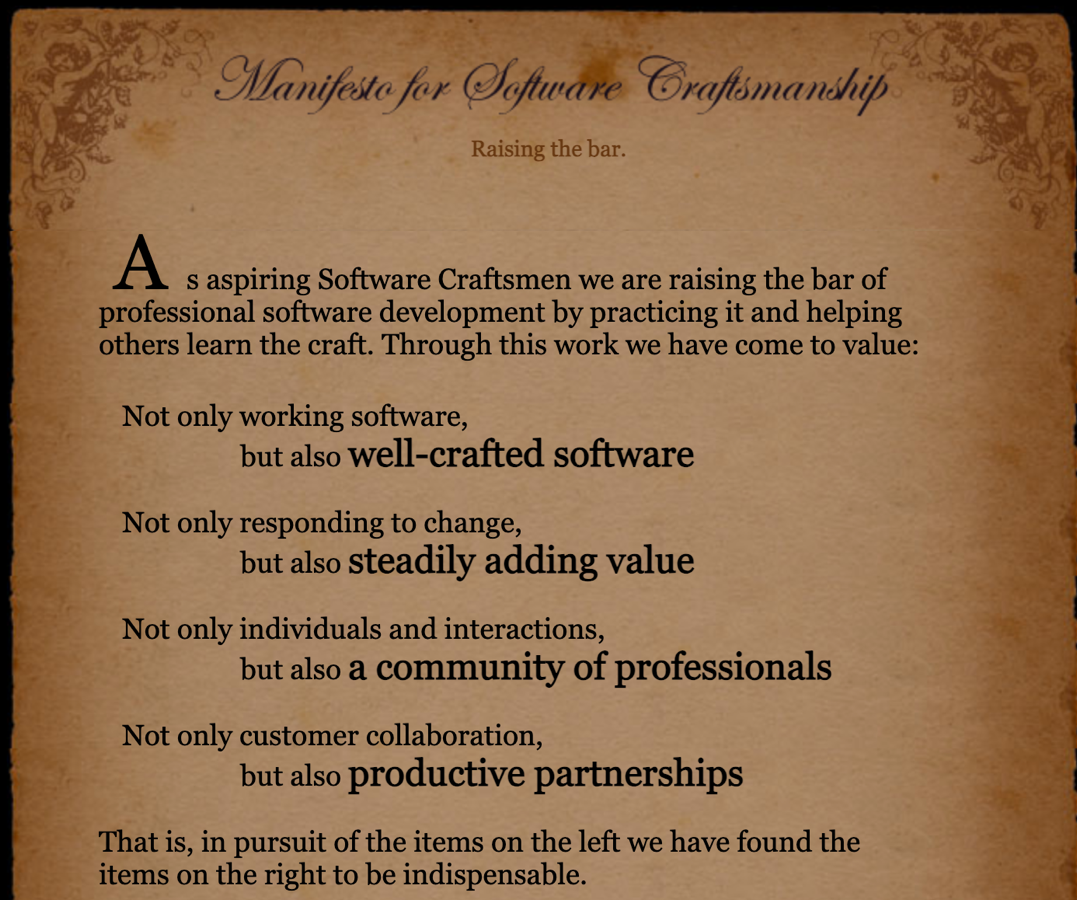 Manifesto for Software Craftsmanship
Raising the bar.
As aspiring Software Craftsmen we are raising the bar of
professional software development by practicing it and helping
others learn the craft. Through this work we have come to value:
Not only working software,
but also well-crafted software
Not only responding to change,
but also steadily adding value
Not only individuals and interactions,
but also a community of professionals
Not only customer collaboration,
but also productive partnerships
That is, in pursuit of the items on the left we have found the
items on the right to be indispensable.